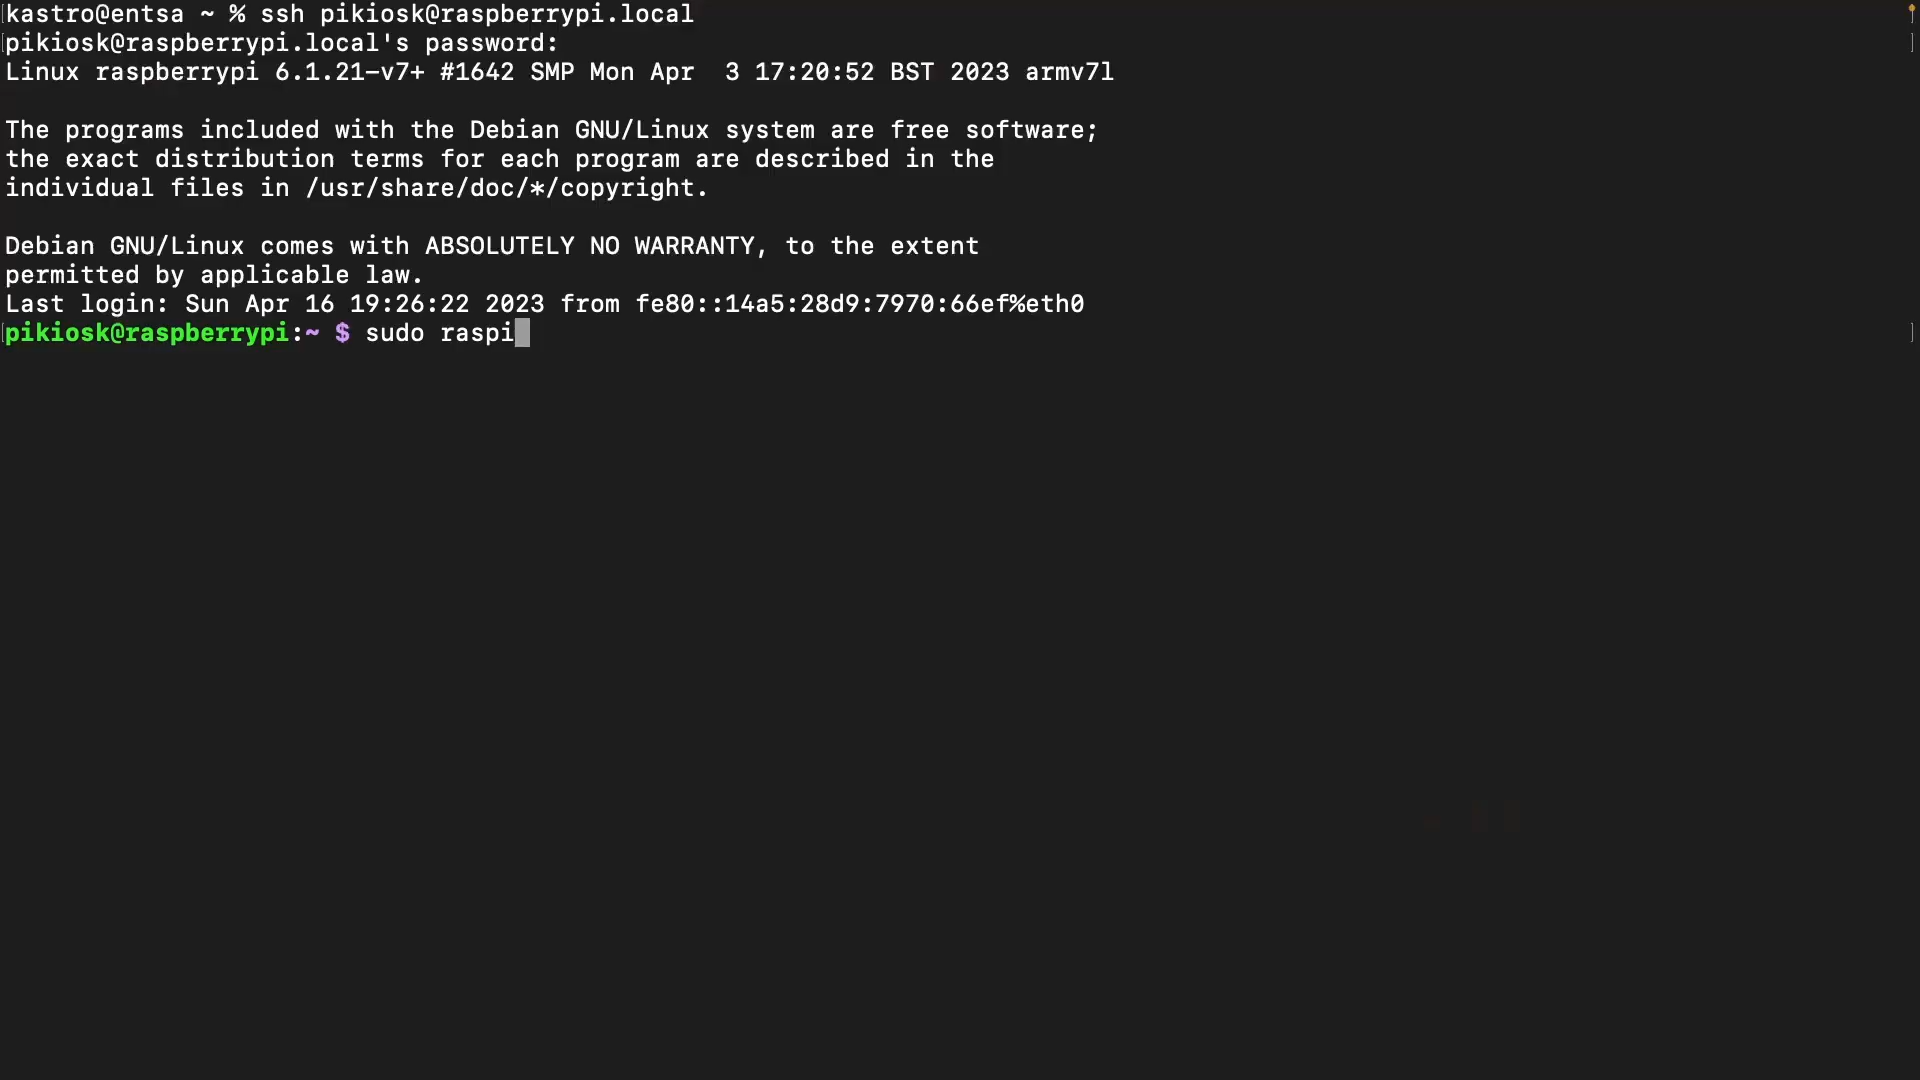 kastro@entsa ~ % ssh pikiosk@raspberrypi.local
pikiosk@raspberrypi.local's password:
Linux raspberrypi 6.1.21-v7+ #1642 SMP Mon Apr  3 17:20:52 BST 2023 armv7l
The programs included with the Debian GNU/Linux system are free software;
the exact distribution terms for each program are described in the
individual files in /usr/share/doc/*/copyright.
Debian GNU/Linux comes with ABSOLUTELY NO WARRANTY, to the extent
permitted by applicable law.
Last login: Sun Apr 16 19:26:22 2023 from fe80::14a5:28d9:7970:66ef%eth0
pikiosk@raspberrypi:~ $ sudo raspi